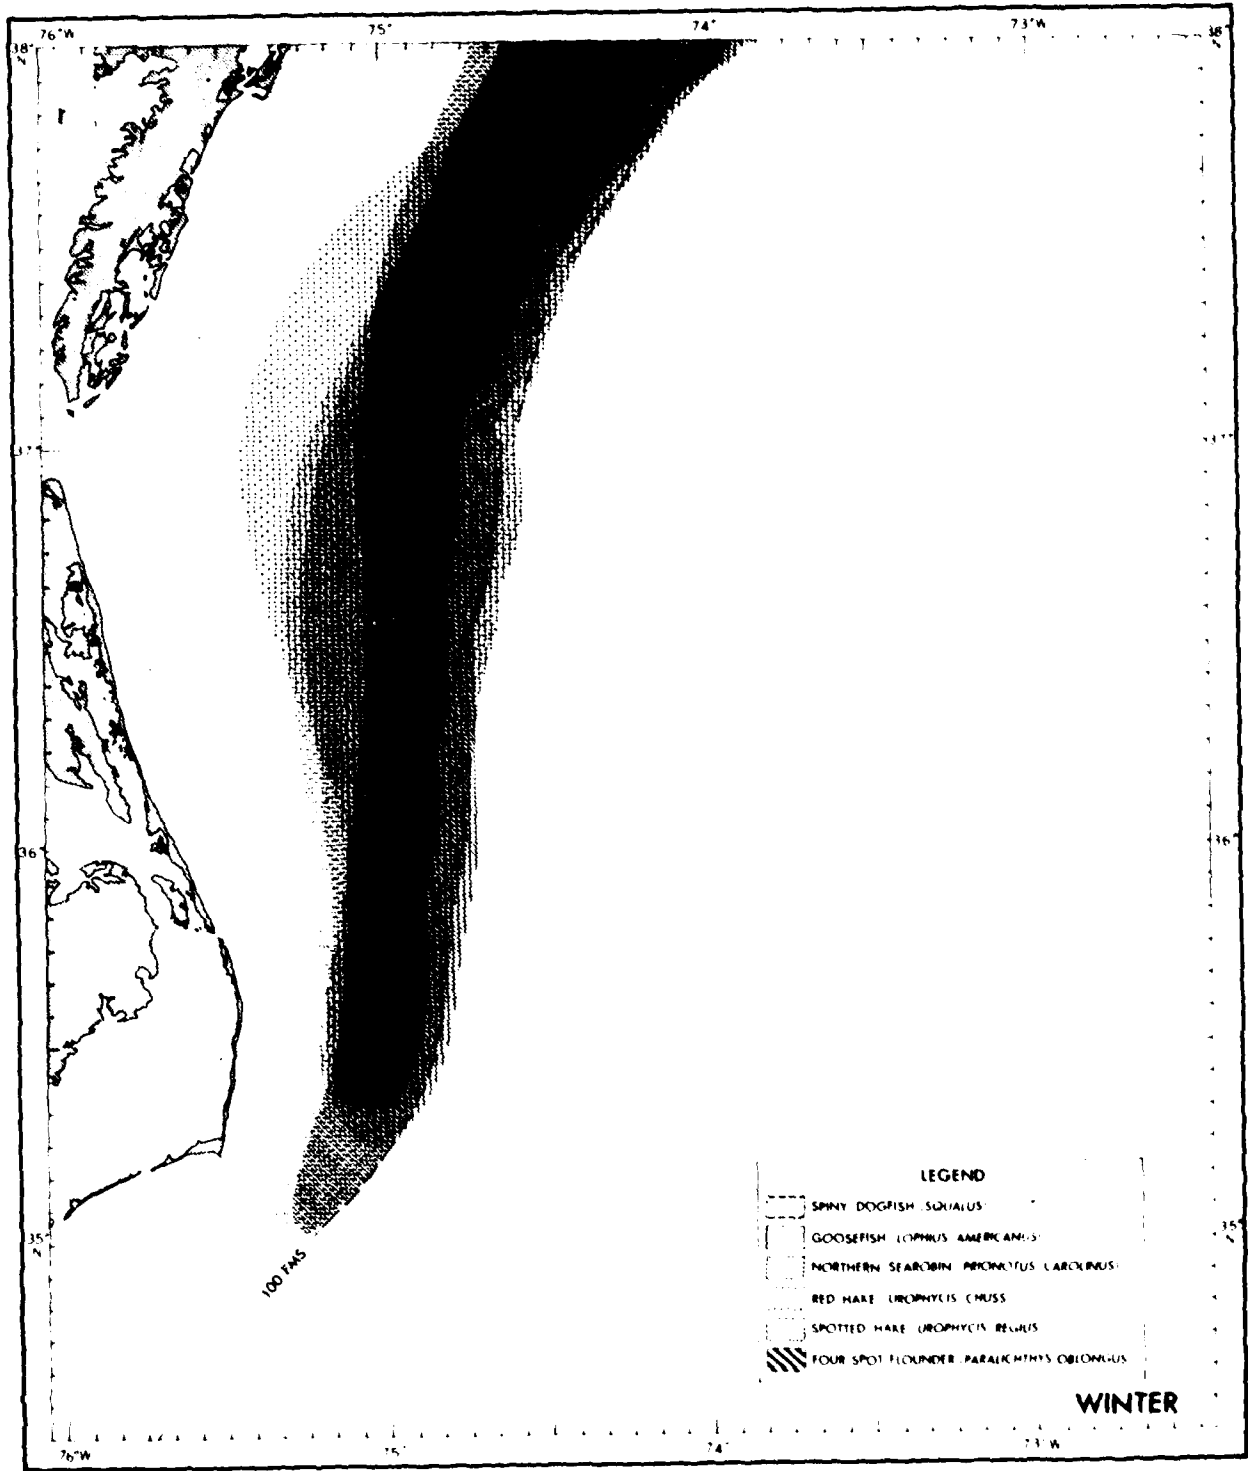 76°W
75°
74°
73°W
38°
N
38°
37°
37°
36°
36°
35°
N
35°
N
100 FMS
LEGEND
SPINY DOGFISH SQUALUS
GOOSEFISH LOPHIUS AMERICANUS
NORTHERN SEAROBIN PRIONOTUS CAROLINUS
RED HAKE UROPHYCIS CHUSS
SPOTTED HAKE UROPHYCIS REGIUS
FOUR SPOT FLOUNDER PARALICHTHYS OBLONGUS
WINTER
76°W
75°
74°
73°W